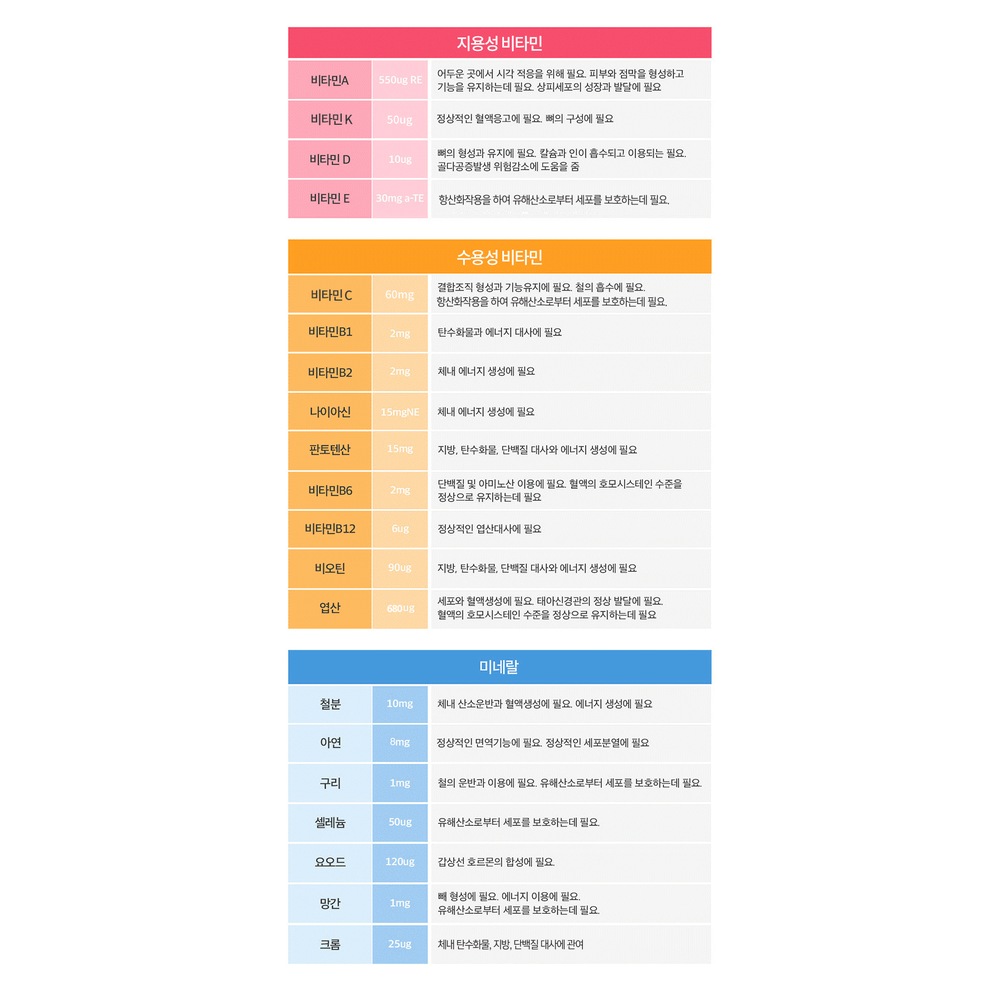 지용성 비타민
비타민A 550ug RE 어두운 곳에서 시각 적응을 위해 필요. 피부와 점막을 형성하고
기능을 유지하는데 필요. 상피세포의 성장과 발달에 필요
비타민 K 50ug 정상적인 혈액응고에 필요. 뼈의 구성에 필요
비타민 D 10ug 뼈의 형성과 유지에 필요. 칼슘과 인이 흡수되고 이용되는 필요.
골다공증발생 위험감소에 도움을 줌
비타민 E 30mg a-TE 항산화작용을 하여 유해산소로부터 세포를 보호하는데 필요.
수용성 비타민
비타민 C 60mg 결합조직 형성과 기능유지에 필요. 철의 흡수에 필요.
항산화작용을 하여 유해산소로부터 세포를 보호하는데 필요.
비타민B1 2mg 탄수화물과 에너지 대사에 필요
비타민B2 2mg 체내 에너지 생성에 필요
나이아신 15mgNE 체내 에너지 생성에 필요
판토텐산 15mg 지방, 탄수화물, 단백질 대사와 에너지 생성에 필요
비타민B6 2mg 단백질 및 아미노산 이용에 필요. 혈액의 호모시스테인 수준을
정상으로 유지하는데 필요
비타민B12 6ug 정상적인 엽산대사에 필요
비오틴 90ug 지방, 탄수화물, 단백질 대사와 에너지 생성에 필요
엽산 680ug 세포와 혈액생성에 필요. 태아신경관의 정상 발달에 필요.
혈액의 호모시스테인 수준을 정상으로 유지하는데 필요
미네랄
철분 10mg 체내 산소운반과 혈액생성에 필요. 에너지 생성에 필요
아연 8mg 정상적인 면역기능에 필요. 정상적인 세포분열에 필요
구리 1mg 철의 운반과 이용에 필요. 유해산소로부터 세포를 보호하는데 필요.
셀레늄 50ug 유해산소로부터 세포를 보호하는데 필요.
요오드 120ug 갑상선 호르몬의 합성에 필요.
망간 1mg 빼 형성에 필요. 에너지 이용에 필요.
유해산소로부터 세포를 보호하는데 필요.
크롬 25ug 체내 탄수화물, 지방, 단백질 대사에 관여